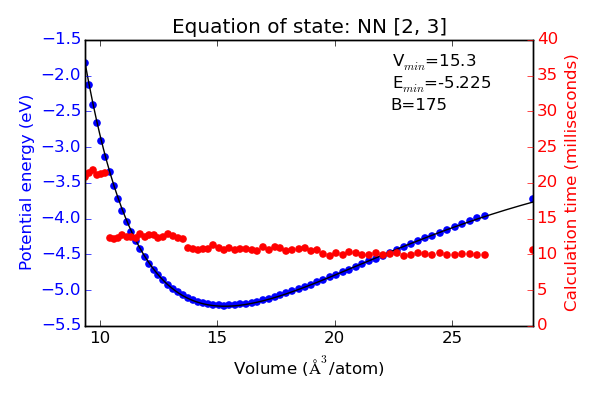 Equation of state: NN [2, 3]
V_min=15.3
E_min=-5.225
B=175
Potential energy (eV)
−1.5
−2.0
−2.5
−3.0
−3.5
−4.0
−4.5
−5.0
−5.5
40
35
30
25
20
15
10
5
0
Calculation time (milliseconds)
10 15 20 25
Volume (Å³/atom)